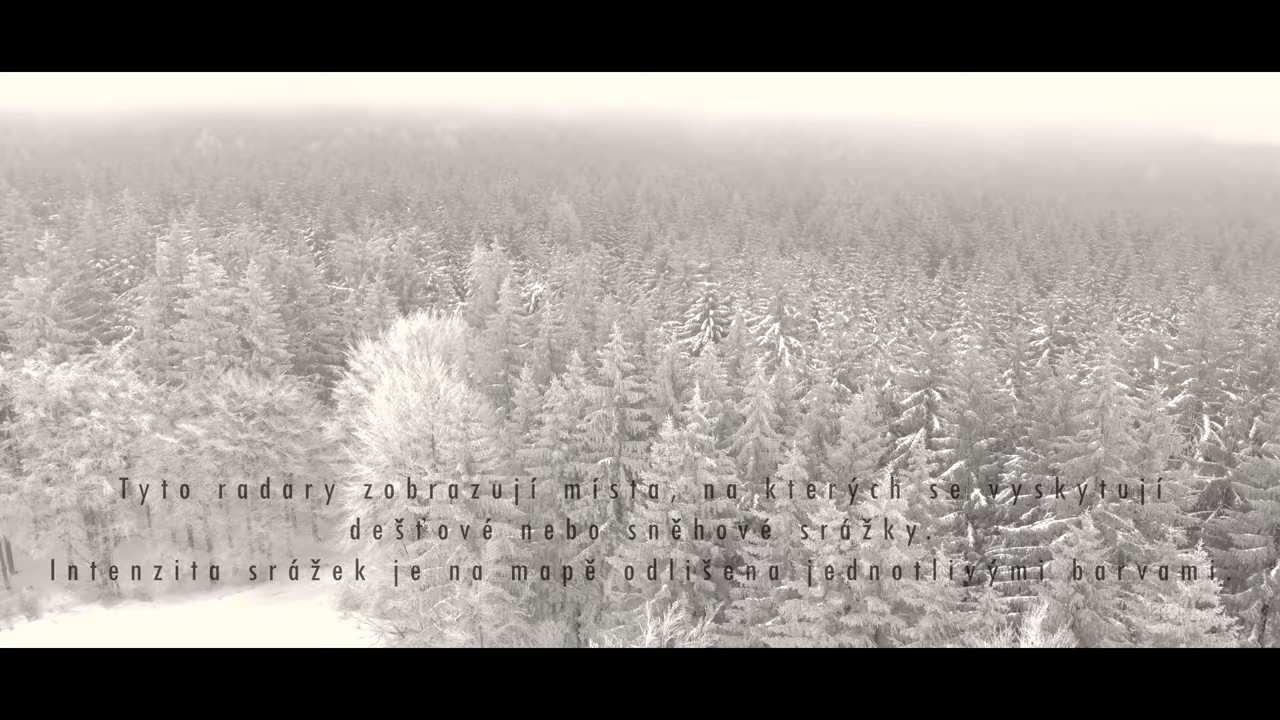 Tyto radary zobrazují místa, na kterých se vyskytují
dešťové nebo sněhové srážky.
Intenzita srážek je na mapě odlišena jednotlivými barvami.